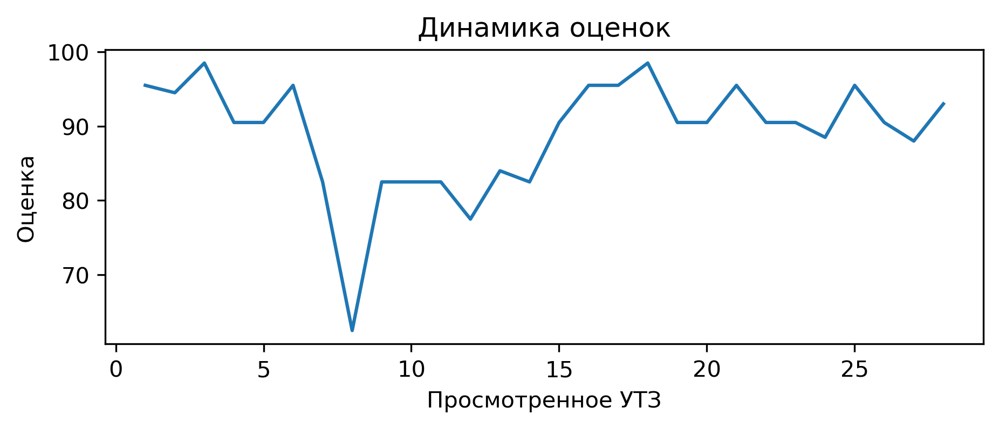 Динамика оценок
100
90
80
70
Оценка
0 5 10 15 20 25
Просмотренное УТЗ